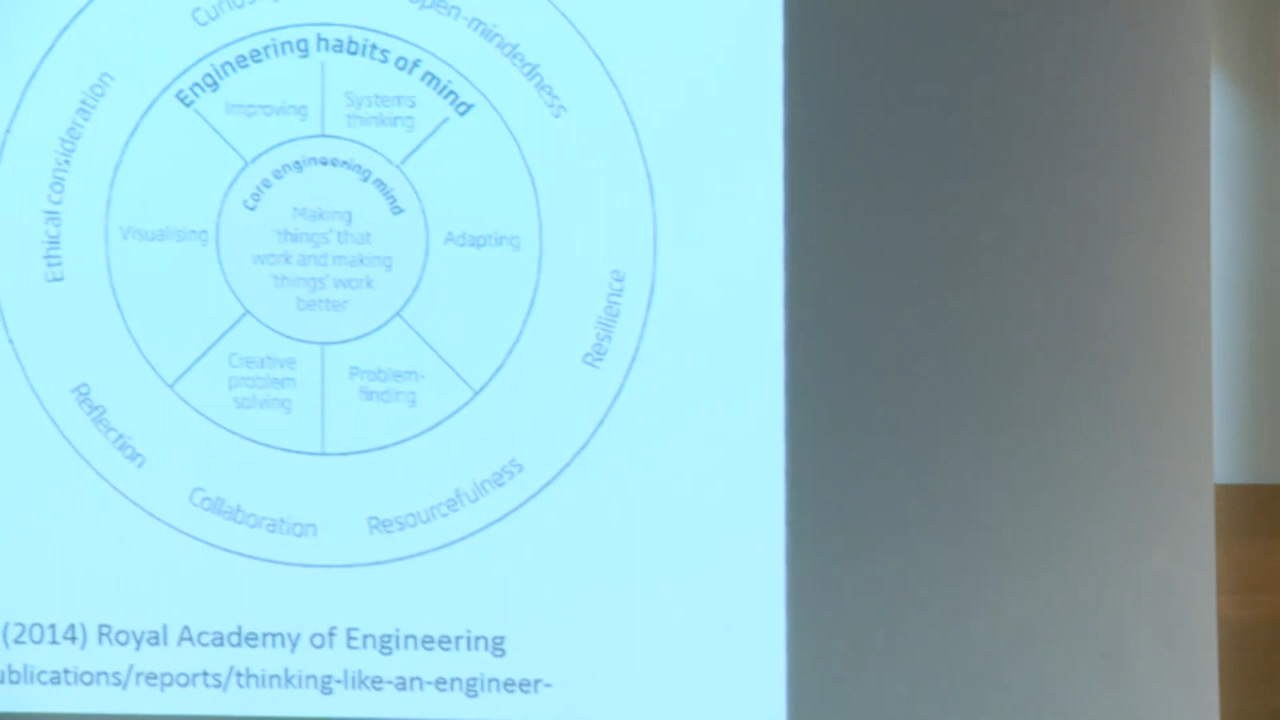 open-mindedness
Engineering habits of mind
Improving
Systems
thinking
Ethical consideration
Core engineering mind
Visualising
Making
'things' that
work and making
'things' work
better
Adapting
Resilience
Creative
problem
solving
Problem-
finding
Reflection
Collaboration
Resourcefulness
(2014) Royal Academy of Engineering
ublications/reports/thinking-like-an-engineer-